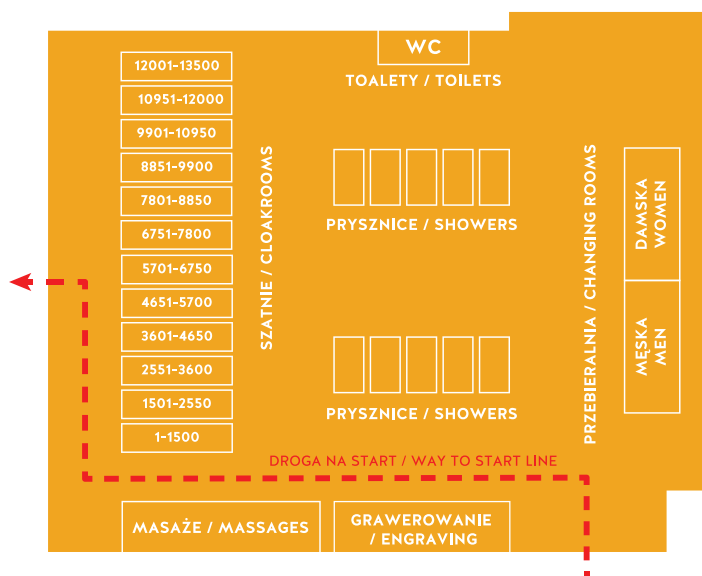 WC
TOALETY / TOILETS
12001-13500
10951-12000
9901-10950
8851-9900
7801-8850
6751-7800
5701-6750
4651-5700
3601-4650
2551-3600
1501-2550
1-1500
SZATNIE / CLOAKROOMS
PRYSZNICE / SHOWERS
PRYSZNICE / SHOWERS
PRZEBIERALNIA / CHANGING ROOMS
DAMSKA
WOMEN
MĘSKA
MEN
DROGA NA START / WAY TO START LINE
MASAŻE / MASSAGES
GRAWEROWANIE
/ ENGRAVING